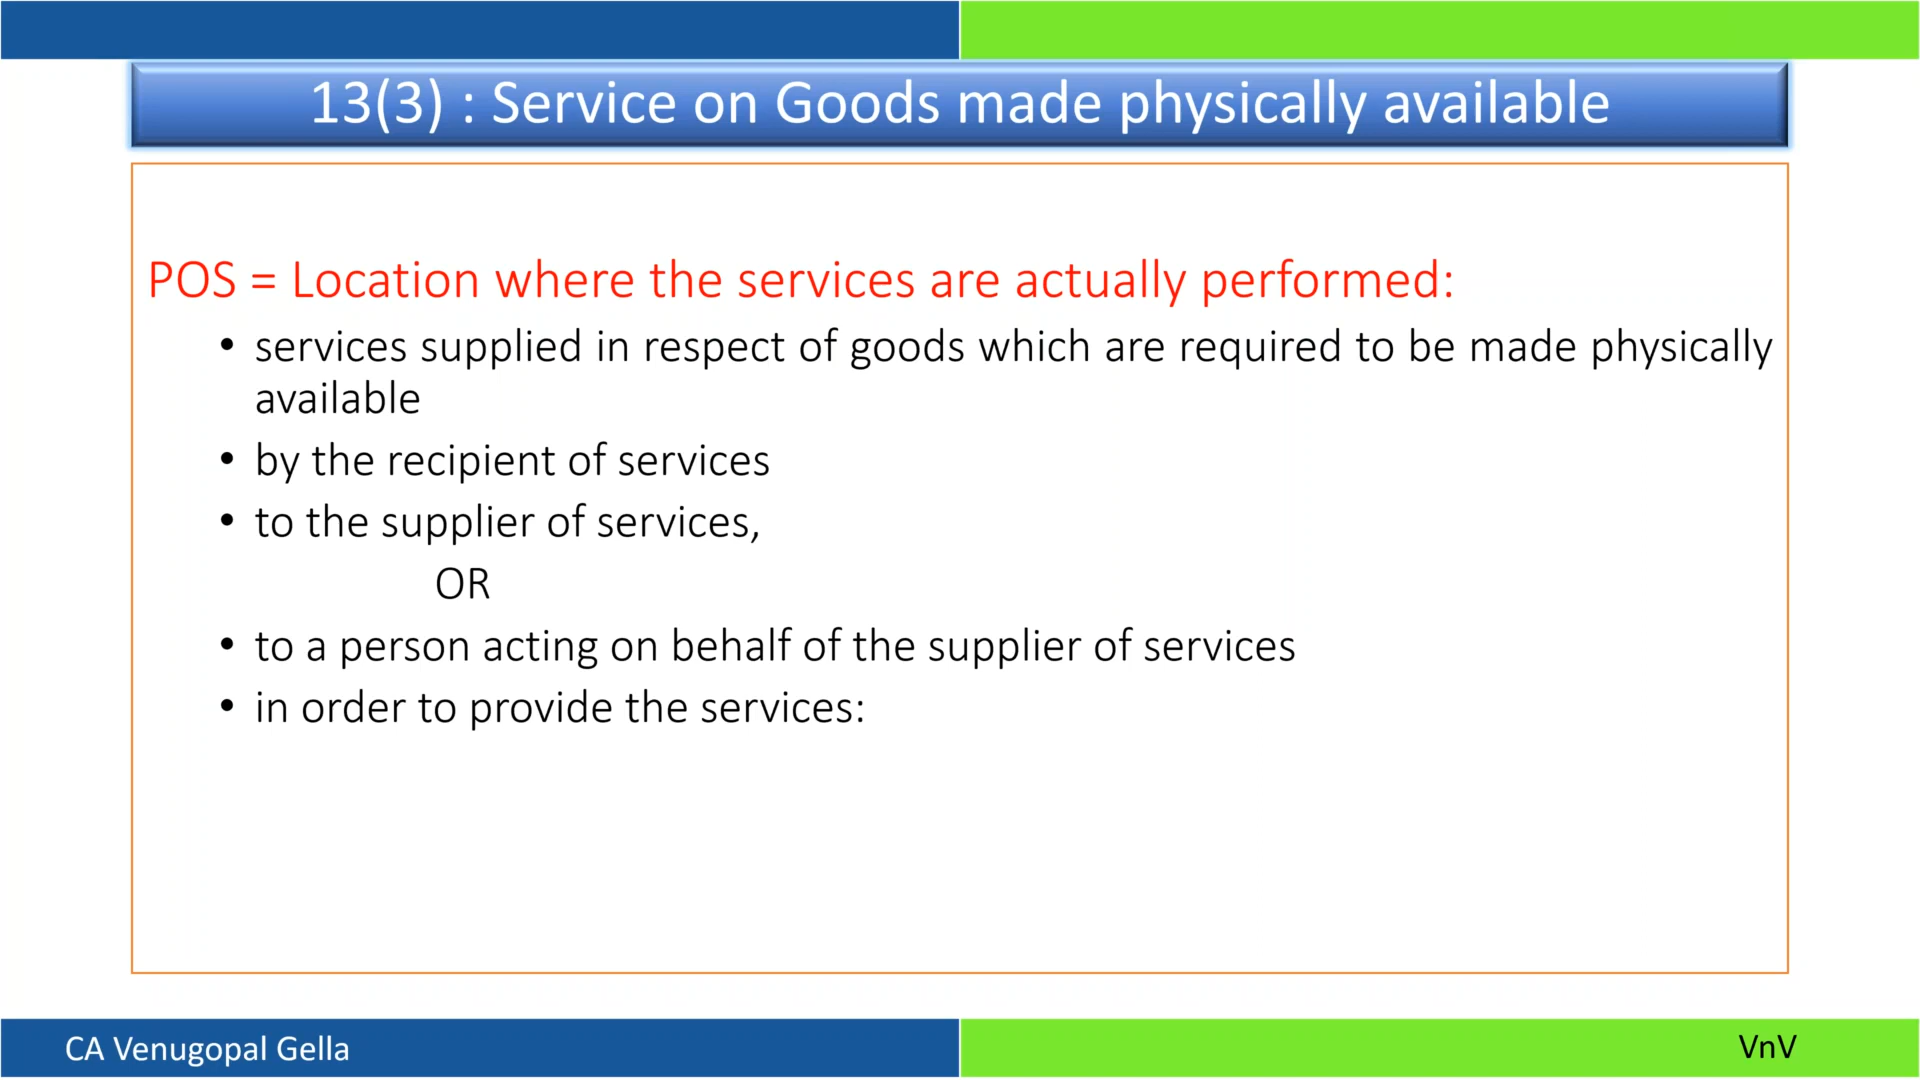 13(3) : Service on Goods made physically available
POS = Location where the services are actually performed:
• services supplied in respect of goods which are required to be made physically
available
• by the recipient of services
• to the supplier of services,
OR
• to a person acting on behalf of the supplier of services
• in order to provide the services:
CA Venugopal Gella
VnV